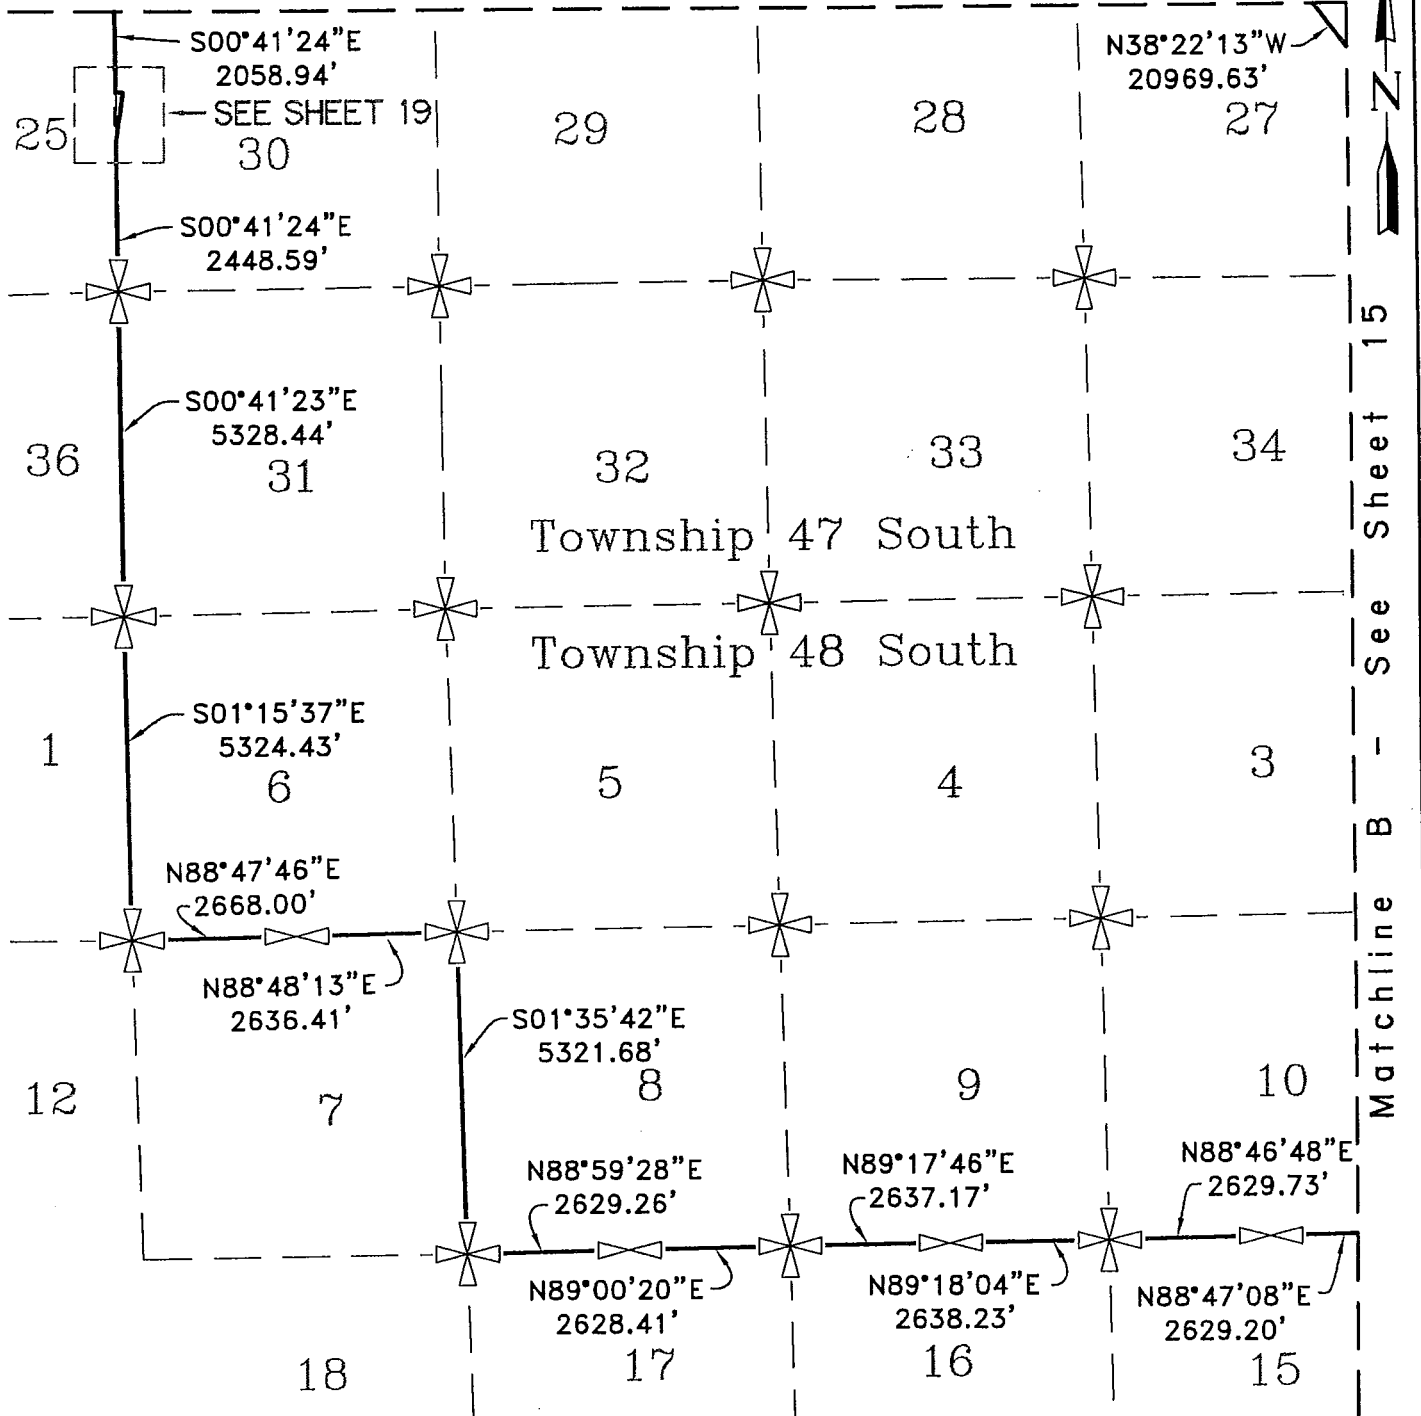 S00°41'24"E
2058.94'
SEE SHEET 19
N38°22'13"W
20969.63'
N
25
30
29
28
27
S00°41'24"E
2448.59'
S00°41'23"E
5328.44'
36
31
32
33
34
Township 47 South
Township 48 South
S01°15'37"E
5324.43'
1
6
5
4
3
N88°47'46"E
2668.00'
N88°48'13"E
2636.41'
S01°35'42"E
5321.68'
12
7
8
9
10
N88°59'28"E
2629.26'
N89°17'46"E
2637.17'
N88°46'48"E
2629.73'
N89°00'20"E
2628.41'
N89°18'04"E
2638.23'
N88°47'08"E
2629.20'
18
17
16
15
Matchline B - See Sheet 15